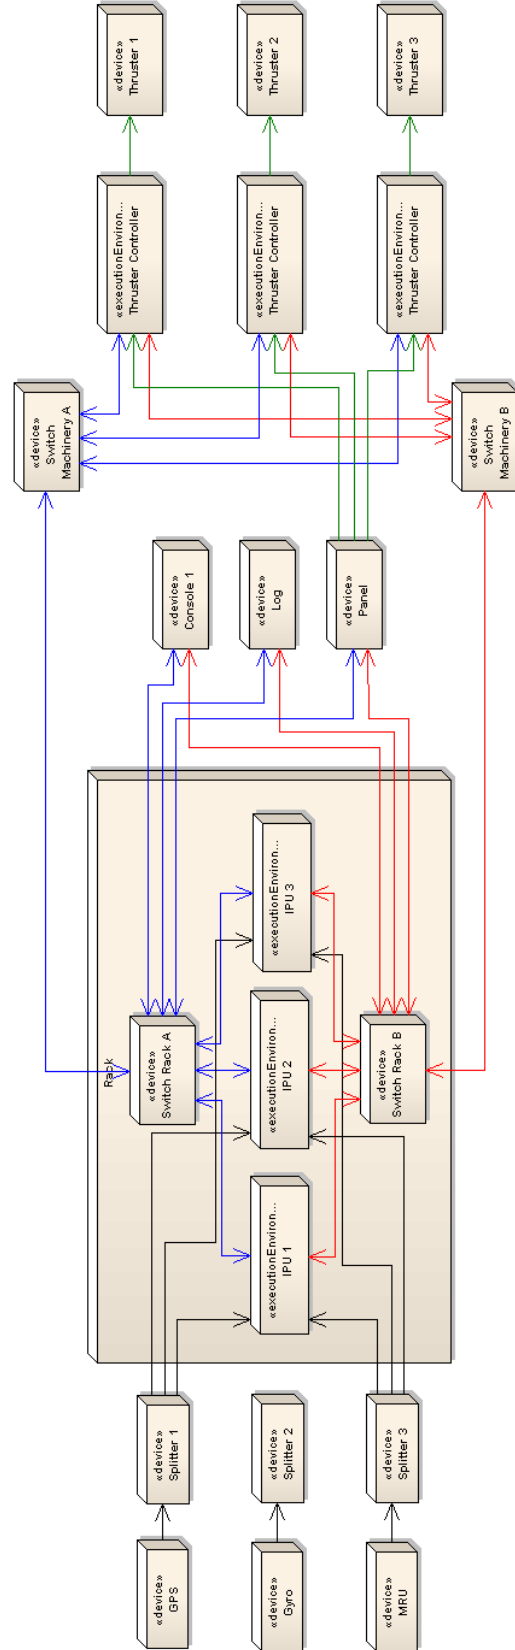 «device»
Thruster 1
«device»
Thruster 2
«device»
Thruster 3
«executionEnviron...
Thruster Controller
«executionEnviron...
Thruster Controller
«executionEnviron...
Thruster Controller
«device»
Switch
Machinery A
«device»
Switch
Machinery B
«device»
Console 1
«device»
Log
«device»
Panel
Rack
«device»
Switch Rack A
«executionEnviron...
IPU 3
«executionEnviron...
IPU 2
«executionEnviron...
IPU 1
«device»
Switch Rack B
«device»
Splitter 1
«device»
Splitter 2
«device»
Splitter 3
«device»
GPS
«device»
Gyro
«device»
MRU